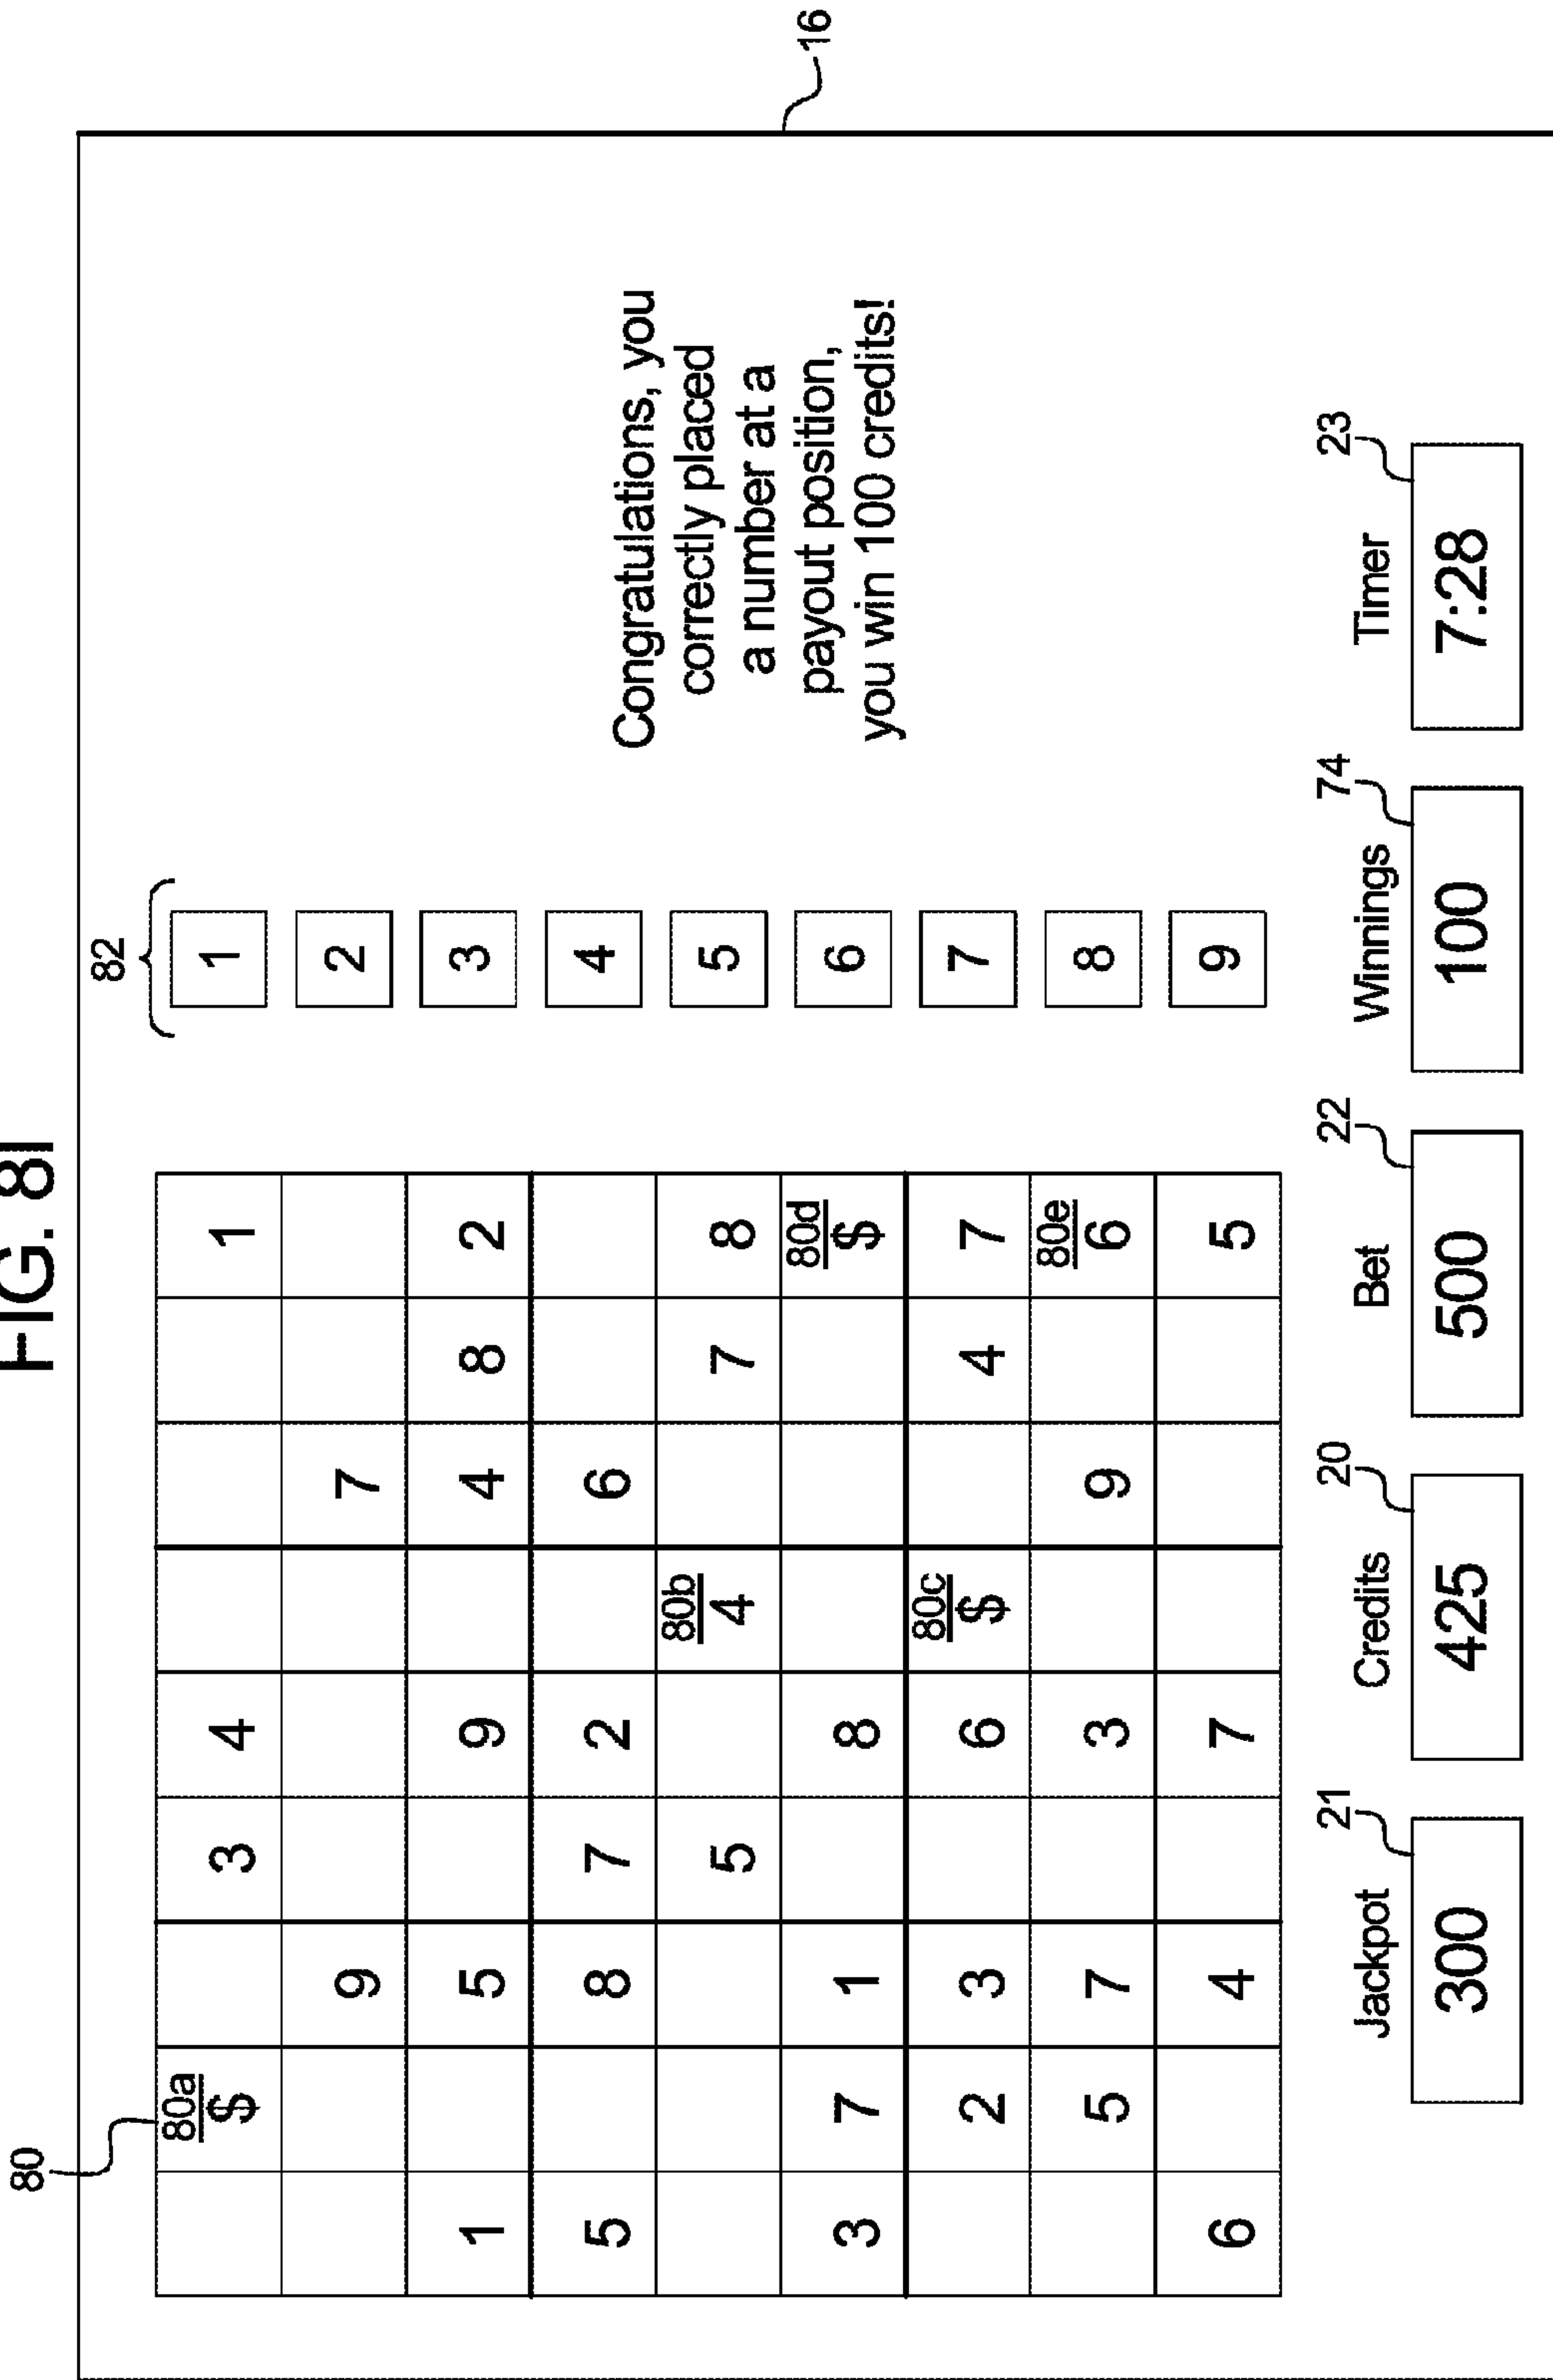 FIG. 8I
80
82
80a
$ 3 4 1
1
9 7
2
1 5 9 4 8 2
3
5 8 7 2 6
4
80b
5 4 7 8
5
80d
3 7 1 8 $
6
80c
2 3 6 $ 4 7
7
80e
5 7 3 9 6
8
6 4 7 5
9
Congratulations, you
correctly placed
a number at a
payout position,
you win 100 credits!
16
21
20
22
74
23
Jackpot
Credits
Bet
Winnings
Timer
300
425
500
100
7:28